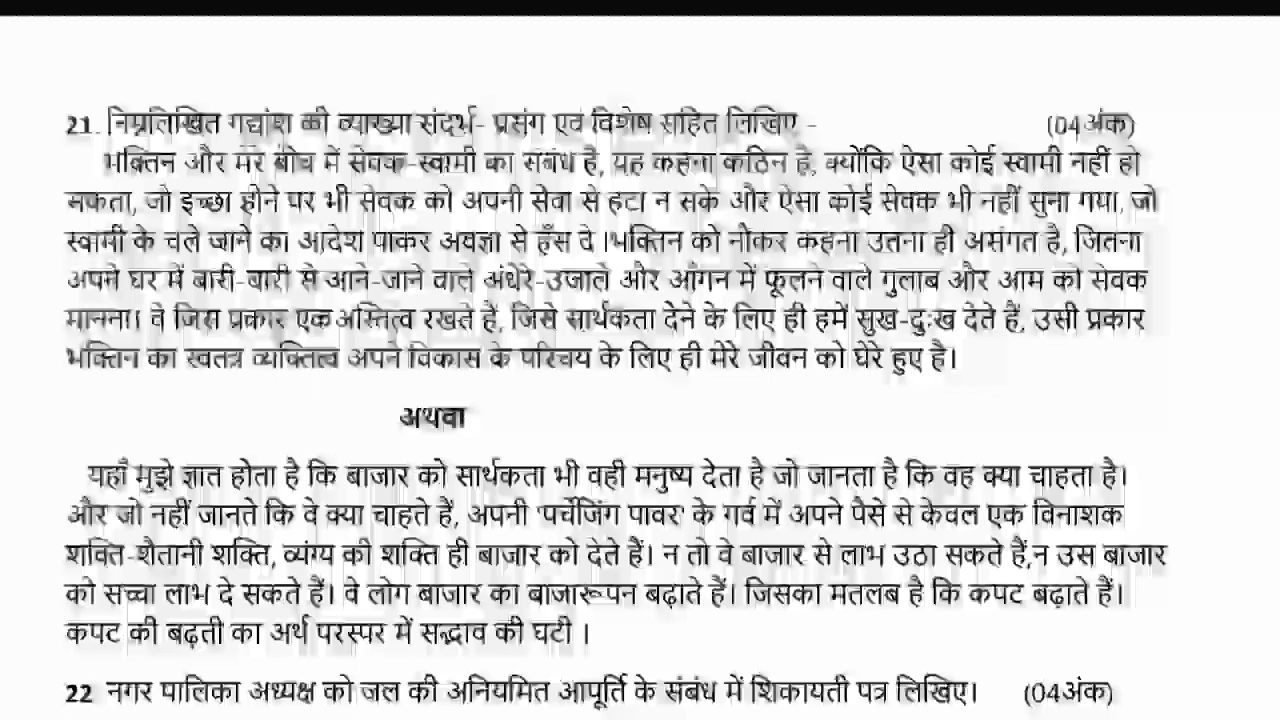 21. निम्नलिखित गद्यांश की व्याख्या संदर्भ- प्रसंग एवं विशेष सहित लिखिए - (04अंक)
भक्तिन और मेरे बीच में सेवक-स्वामी का संबंध है, यह कहना कठिन है, क्योंकि ऐसा कोई स्वामी नहीं हो
सकता, जो इच्छा होने पर भी सेवक को अपनी सेवा से हटा न सके और ऐसा कोई सेवक भी नहीं सुना गया, जो
स्वामी के चले जाने का आदेश पाकर अवज्ञा से हँस दे ।भक्तिन को नौकर कहना उतना ही असंगत है, जितना
अपने घर में बारी-बारी से आने-जाने वाले अंधेरे-उजाले और आँगन में फूलने वाले गुलाब और आम को सेवक
मानना। वे जिस प्रकार एक अस्तित्व रखते हैं, जिसे सार्थकता देने के लिए ही हमें सुख-दुःख देते हैं, उसी प्रकार
भक्तिन का स्वतंत्र व्यक्तित्व अपने विकास के परिचय के लिए ही मेरे जीवन को घेरे हुए है।
अथवा
यहाँ मुझे ज्ञात होता है कि बाजार को सार्थकता भी वही मनुष्य देता है जो जानता है कि वह क्या चाहता है।
और जो नहीं जानते कि वे क्या चाहते हैं, अपनी 'पर्चेजिंग पावर' के गर्व में अपने पैसे से केवल एक विनाशक
शक्ति-शैतानी शक्ति, व्यंग्य की शक्ति ही बाजार को देते हैं। न तो वे बाजार से लाभ उठा सकते हैं,न उस बाजार
को सच्चा लाभ दे सकते हैं। वे लोग बाजार का बाजारूपन बढ़ाते हैं। जिसका मतलब है कि कपट बढ़ाते हैं।
कपट की बढ़ती का अर्थ परस्पर में सद्भाव की घटी ।
22 नगर पालिका अध्यक्ष को जल की अनियमित आपूर्ति के संबंध में शिकायती पत्र लिखिए। (04अंक)